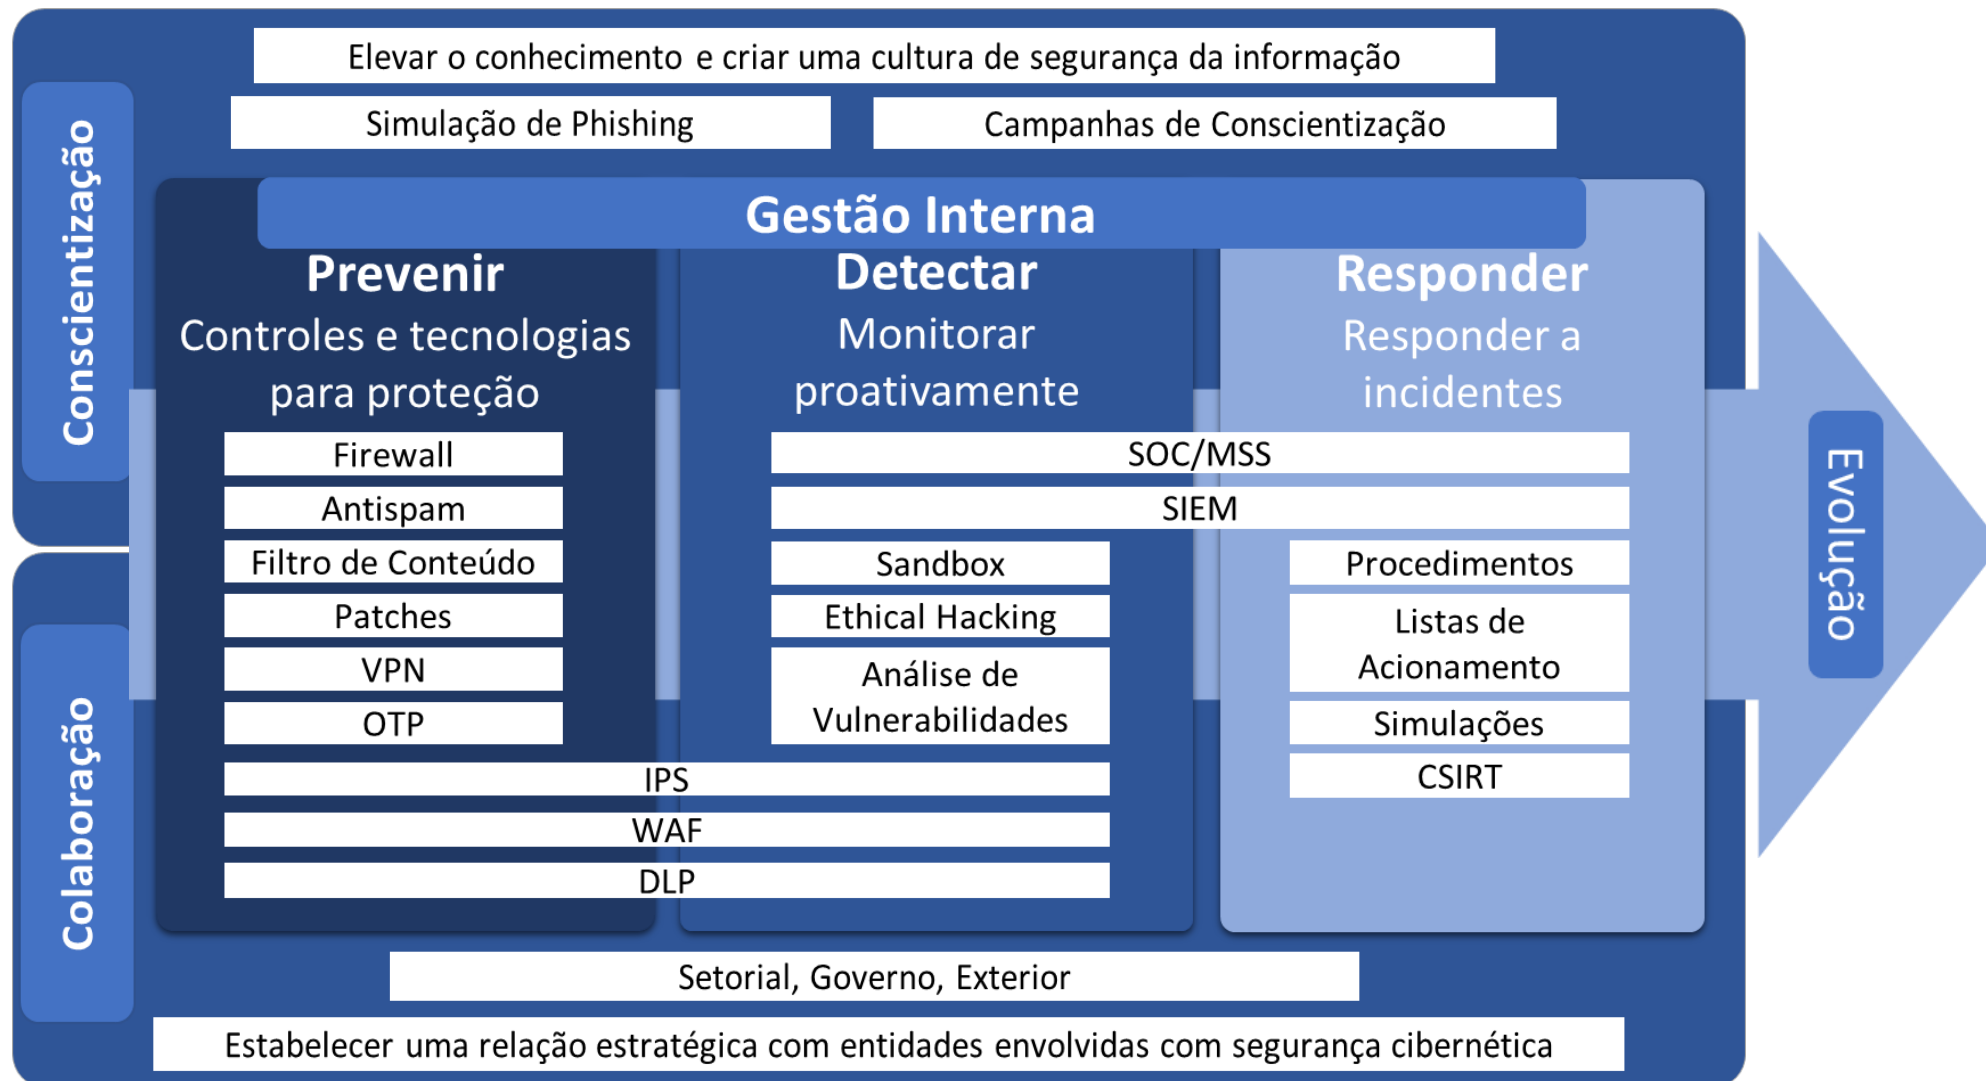 Elevar o conhecimento e criar uma cultura de segurança da informação
Simulação de Phishing
Campanhas de Conscientização
Conscientização
Gestão Interna
Prevenir
Controles e tecnologias
para proteção
Firewall
Antispam
Filtro de Conteúdo
Patches
VPN
OTP
Detectar
Monitorar
proativamente
Responder
Responder a
incidentes
SOC/MSS
SIEM
Sandbox
Ethical Hacking
Análise de
Vulnerabilidades
Procedimentos
Listas de
Acionamento
Simulações
CSIRT
IPS
WAF
DLP
Evolução
Colaboração
Setorial, Governo, Exterior
Estabelecer uma relação estratégica com entidades envolvidas com segurança cibernética